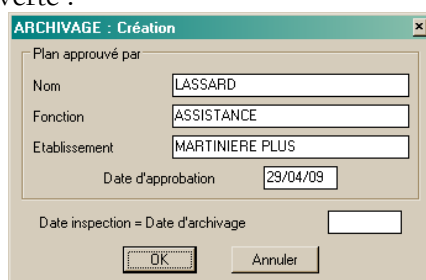 verte :
ARCHIVAGE : Création
Plan approuvé par
Nom LASSARD
Fonction ASSISTANCE
Etablissement MARTINIERE PLUS
Date d'approbation 29/04/09
Date inspection = Date d'archivage
OK Annuler